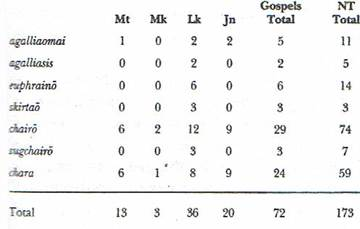 Gospels NT
Mt Mk Lk Jn Total Total
agalliaomai 1 0 2 2 5 11
agalliasis 0 0 2 0 2 5
euphrainō 0 0 6 0 6 14
skirtaō 0 0 3 0 3 3
chairō 6 2 12 9 29 74
sugchairō 0 0 3 0 3 7
chara 6 1 8 9 24 59
Total 13 3 36 20 72 173